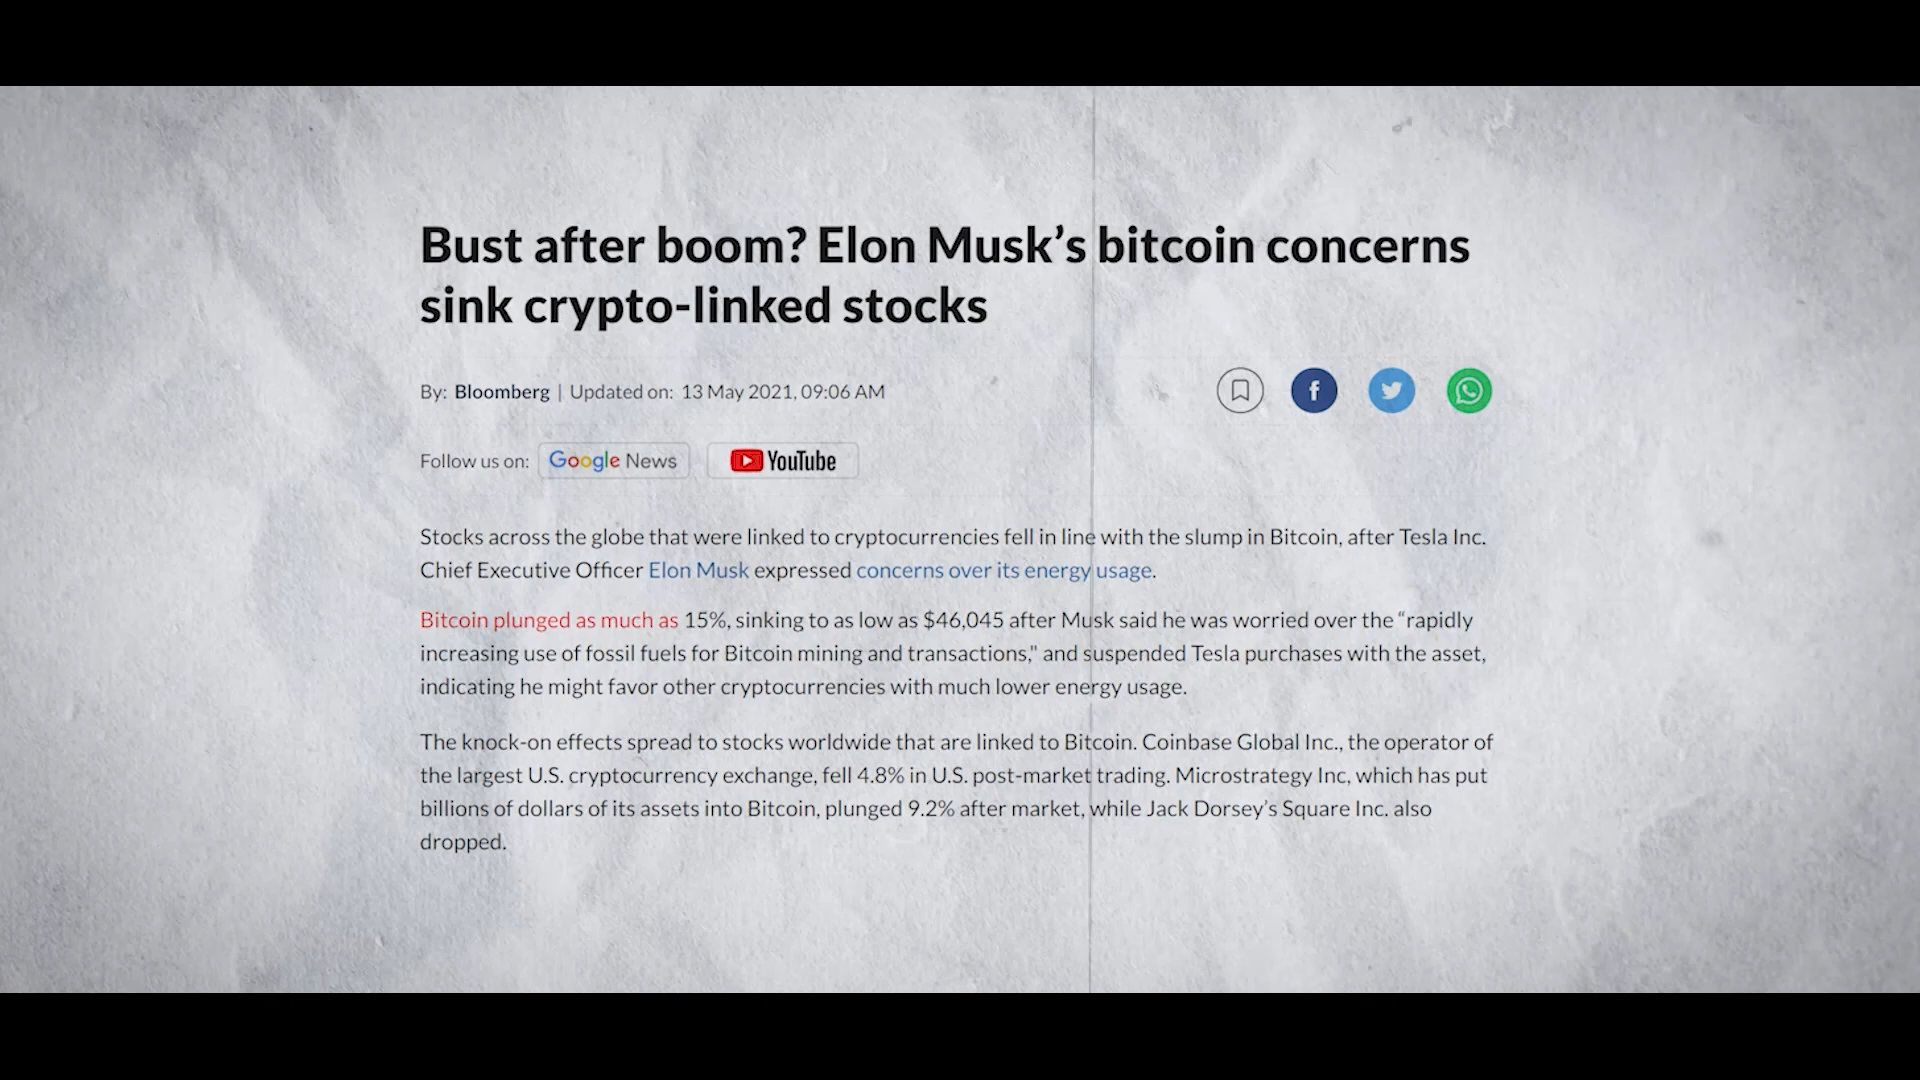 Bust after boom? Elon Musk’s bitcoin concerns
sink crypto-linked stocks
By: Bloomberg | Updated on: 13 May 2021, 09:06 AM
Follow us on: Google News YouTube
Stocks across the globe that were linked to cryptocurrencies fell in line with the slump in Bitcoin, after Tesla Inc.
Chief Executive Officer Elon Musk expressed concerns over its energy usage.
Bitcoin plunged as much as 15%, sinking to as low as $46,045 after Musk said he was worried over the “rapidly
increasing use of fossil fuels for Bitcoin mining and transactions," and suspended Tesla purchases with the asset,
indicating he might favor other cryptocurrencies with much lower energy usage.
The knock-on effects spread to stocks worldwide that are linked to Bitcoin. Coinbase Global Inc., the operator of
the largest U.S. cryptocurrency exchange, fell 4.8% in U.S. post-market trading. Microstrategy Inc, which has put
billions of dollars of its assets into Bitcoin, plunged 9.2% after market, while Jack Dorsey’s Square Inc. also
dropped.